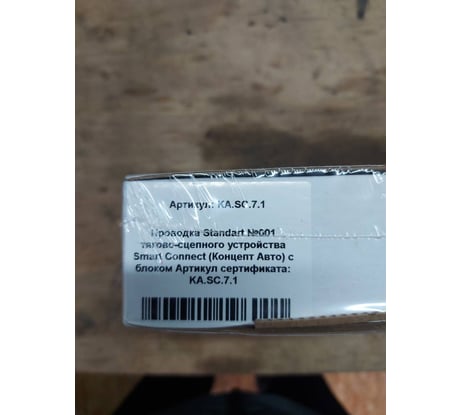 Артикул: KA.SC.7.1
Проводка Standart №001
тягово-сцепного устройства
Smart Connect (Концепт Авто) с
блоком Артикул сертификата:
KA.SC.7.1